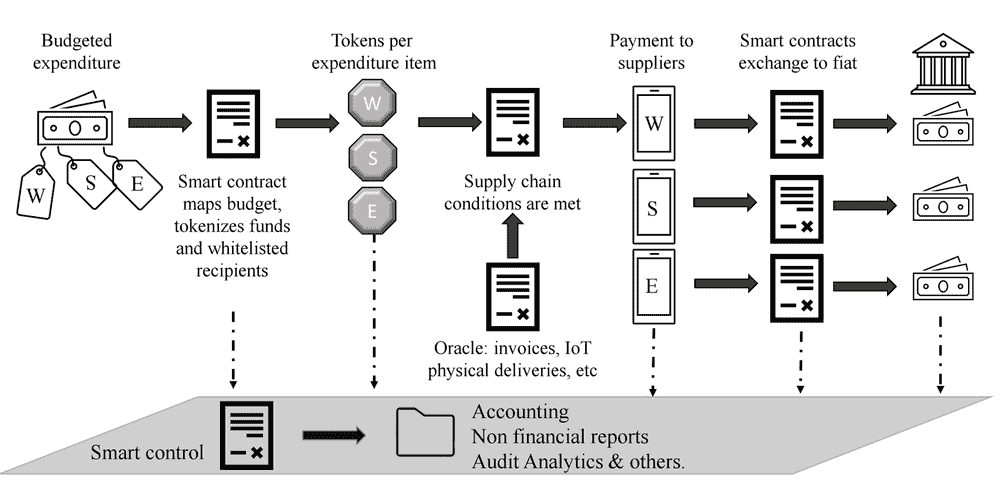 Budgeted
expenditure
W
S
E
Smart contract
maps budget,
tokenizes funds
and whitelisted
recipients
Tokens per
expenditure item
W
S
E
Supply chain
conditions are met
Oracle: invoices, IoT
physical deliveries, etc
Payment to
suppliers
W
S
E
Smart contracts
exchange to fiat
Smart control
Accounting
Non financial reports
Audit Analytics & others.